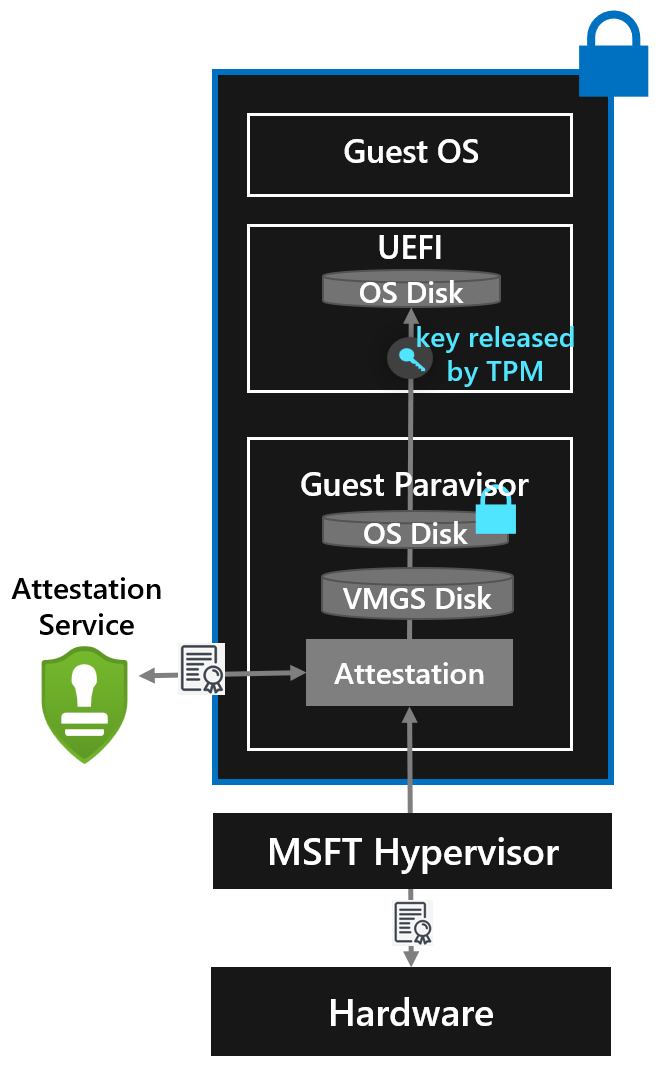 Guest OS
UEFI
OS Disk
key released
by TPM
Guest Paravisor
OS Disk
VMGS Disk
Attestation
Service
Attestation
MSFT Hypervisor
Hardware